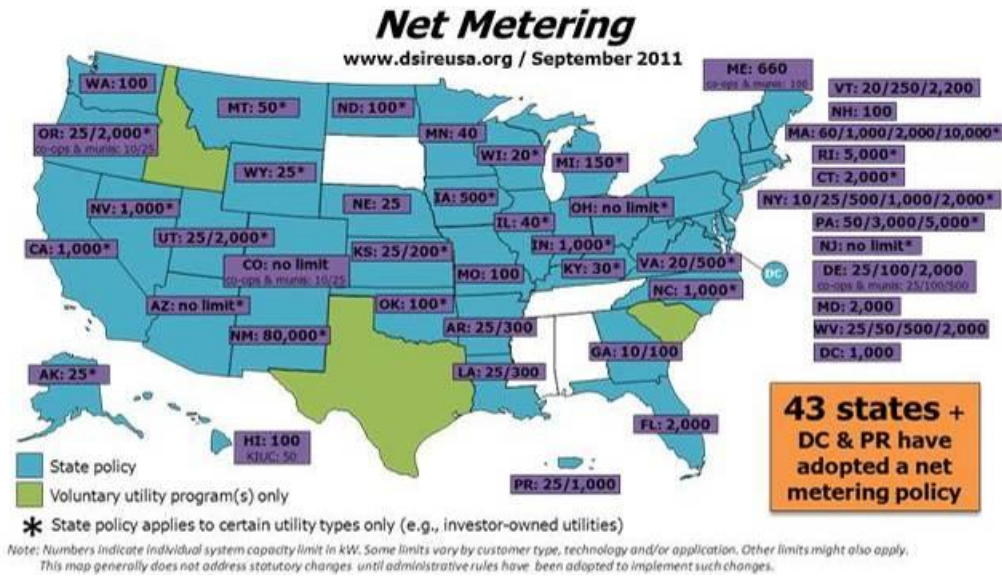 Net Metering
www.dsireusa.org / September 2011
ME: 660
co-ops & munis: 100
WA: 100
VT: 20/250/2,200
MT: 50*
ND: 100*
NH: 100
MN: 40
OR: 25/2,000*
co-ops & munis: 10/25
MA: 60/1,000/2,000/10,000*
WI: 20*
MI: 150*
RI: 5,000*
WY: 25*
CT: 2,000*
IA: 500*
NY: 10/25/500/1,000/2,000*
NE: 25
OH: no limit*
NV: 1,000*
IL: 40*
PA: 50/3,000/5,000*
UT: 25/2,000*
CA: 1,000*
KS: 25/200*
IN: 1,000*
NJ: no limit*
CO: no limit
co-ops & munis: 10/25
MO: 100
KY: 30*
VA: 20/500*
DC
DE: 25/100/2,000
co-ops & munis: 25/100/500
NC: 1,000*
AZ: no limit*
OK: 100*
MD: 2,000
NM: 80,000*
AR: 25/300
WV: 25/50/500/2,000
GA: 10/100
DC: 1,000
AK: 25*
LA: 25/300
43 states +
DC & PR have
adopted a net
metering policy
FL: 2,000
HI: 100
KIUC: 50
PR: 25/1,000
State policy
Voluntary utility program(s) only
* State policy applies to certain utility types only (e.g., investor-owned utilities)
Note: Numbers indicate individual system capacity limit in kW. Some limits vary by customer type, technology and/or application. Other limits might also apply.
This map generally does not address statutory changes until administrative rules have been adopted to implement such changes.